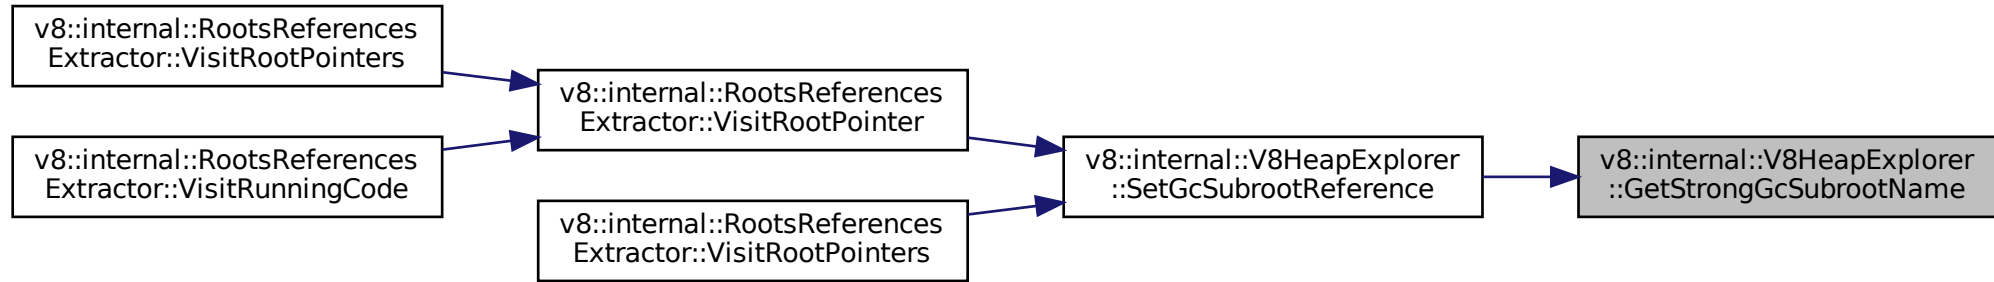 v8::internal::RootsReferences
Extractor::VisitRootPointers
v8::internal::RootsReferences
Extractor::VisitRunningCode
v8::internal::RootsReferences
Extractor::VisitRootPointer
v8::internal::RootsReferences
Extractor::VisitRootPointers
v8::internal::V8HeapExplorer
::SetGcSubrootReference
v8::internal::V8HeapExplorer
::GetStrongGcSubrootName